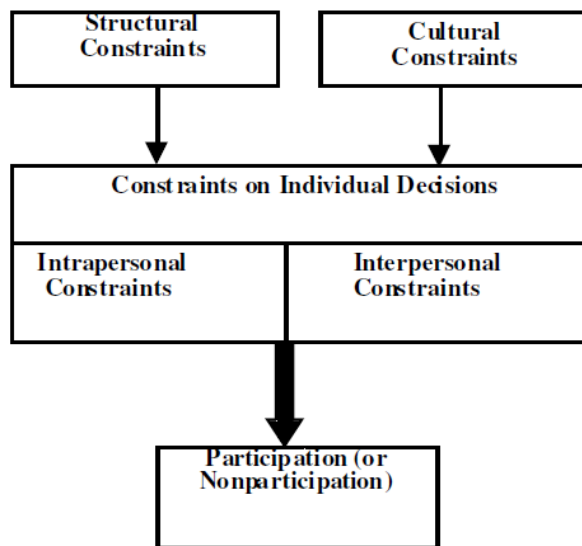 Structural
Constraints
Cultural
Constraints
Constraints on Individual Decisions
Intrapersonal
Constraints
Interpersonal
Constraints
Participation (or
Nonparticipation)